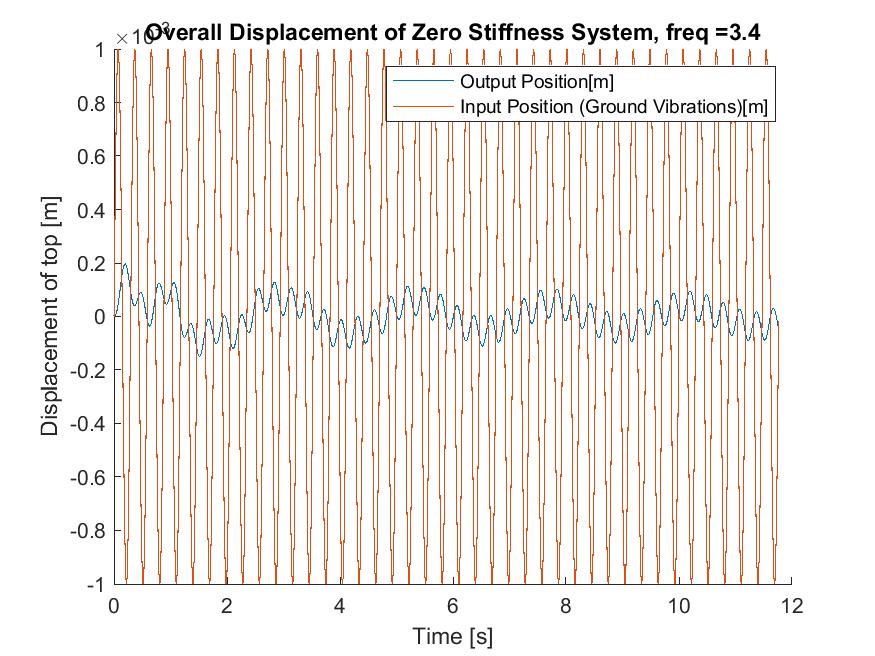 ×10⁻³
Overall Displacement of Zero Stiffness System, freq =3.4
Output Position[m]
Input Position (Ground Vibrations)[m]
Displacement of top [m]
1
0.8
0.6
0.4
0.2
0
-0.2
-0.4
-0.6
-0.8
-1
0 2 4 6 8 10 12
Time [s]